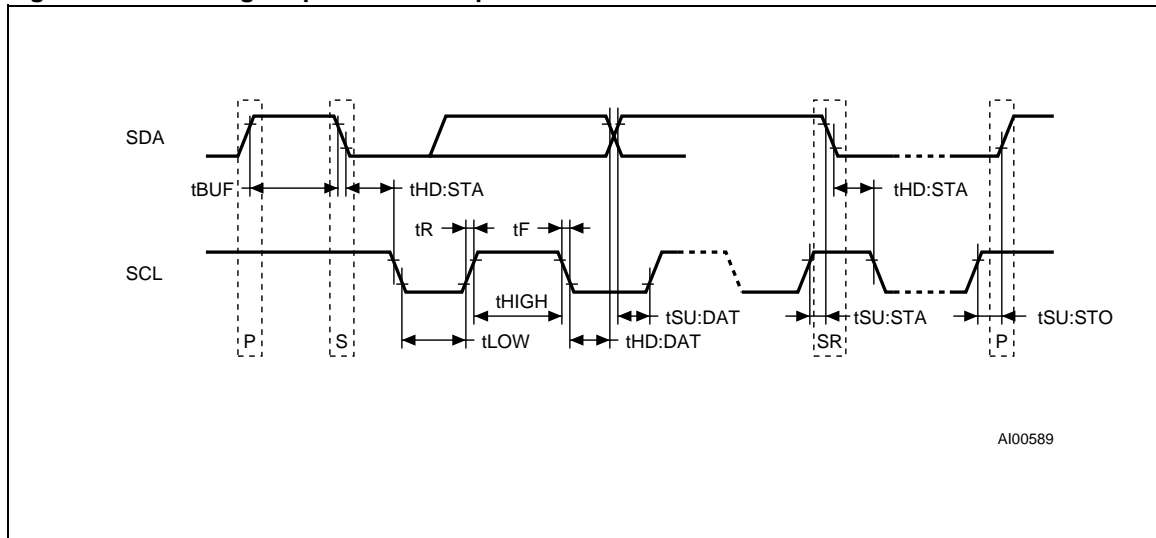 SDA
tBUF
tHD:STA
tHD:STA
tR
tF
SCL
tHIGH
tSU:DAT
tSU:STA
tSU:STO
P
S
tLOW
tHD:DAT
SR
P
AI00589